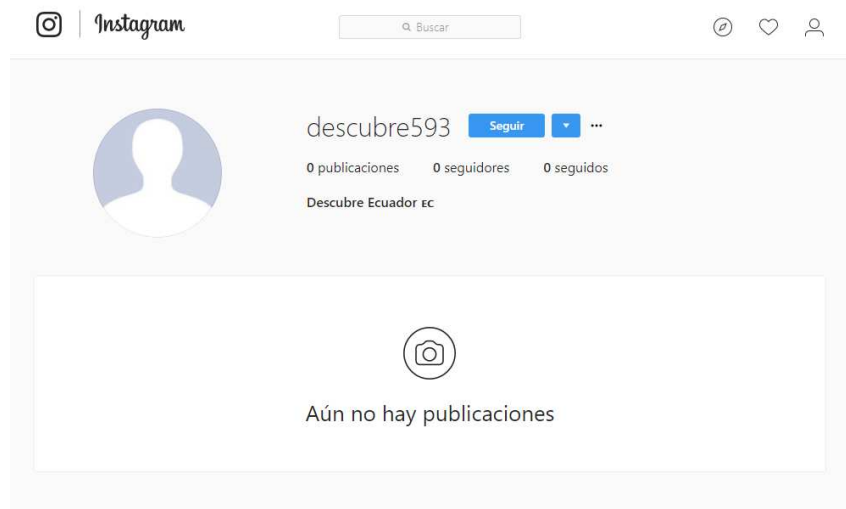 Instagram
Buscar
descubre593 Seguir
0 publicaciones 0 seguidores 0 seguidos
Descubre Ecuador EC
Aún no hay publicaciones